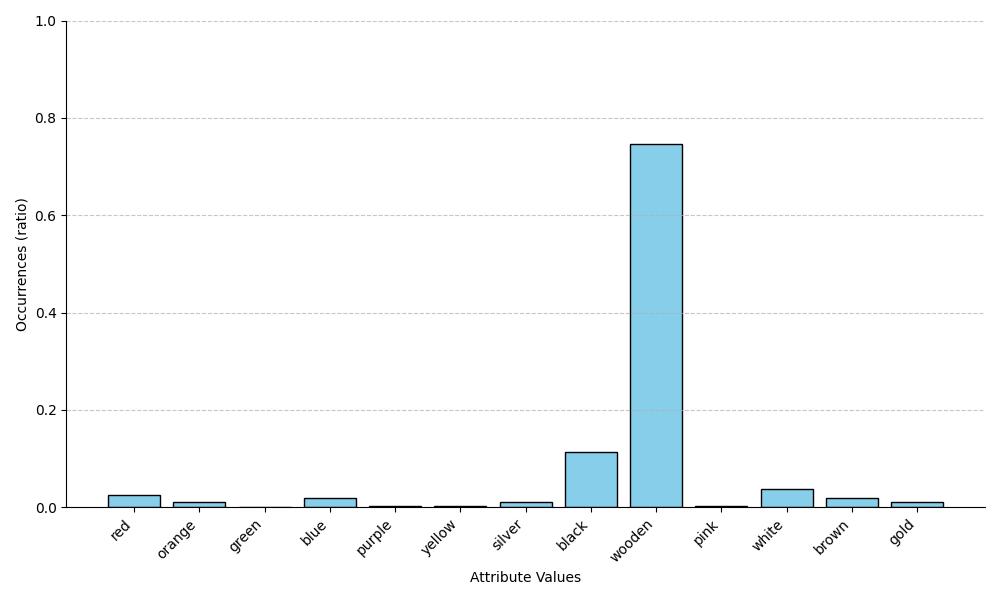 1.0
0.8
0.6
0.4
0.2
0.0
Occurrences (ratio)
red
orange
green
blue
purple
yellow
silver
black
wooden
pink
white
brown
gold
Attribute Values